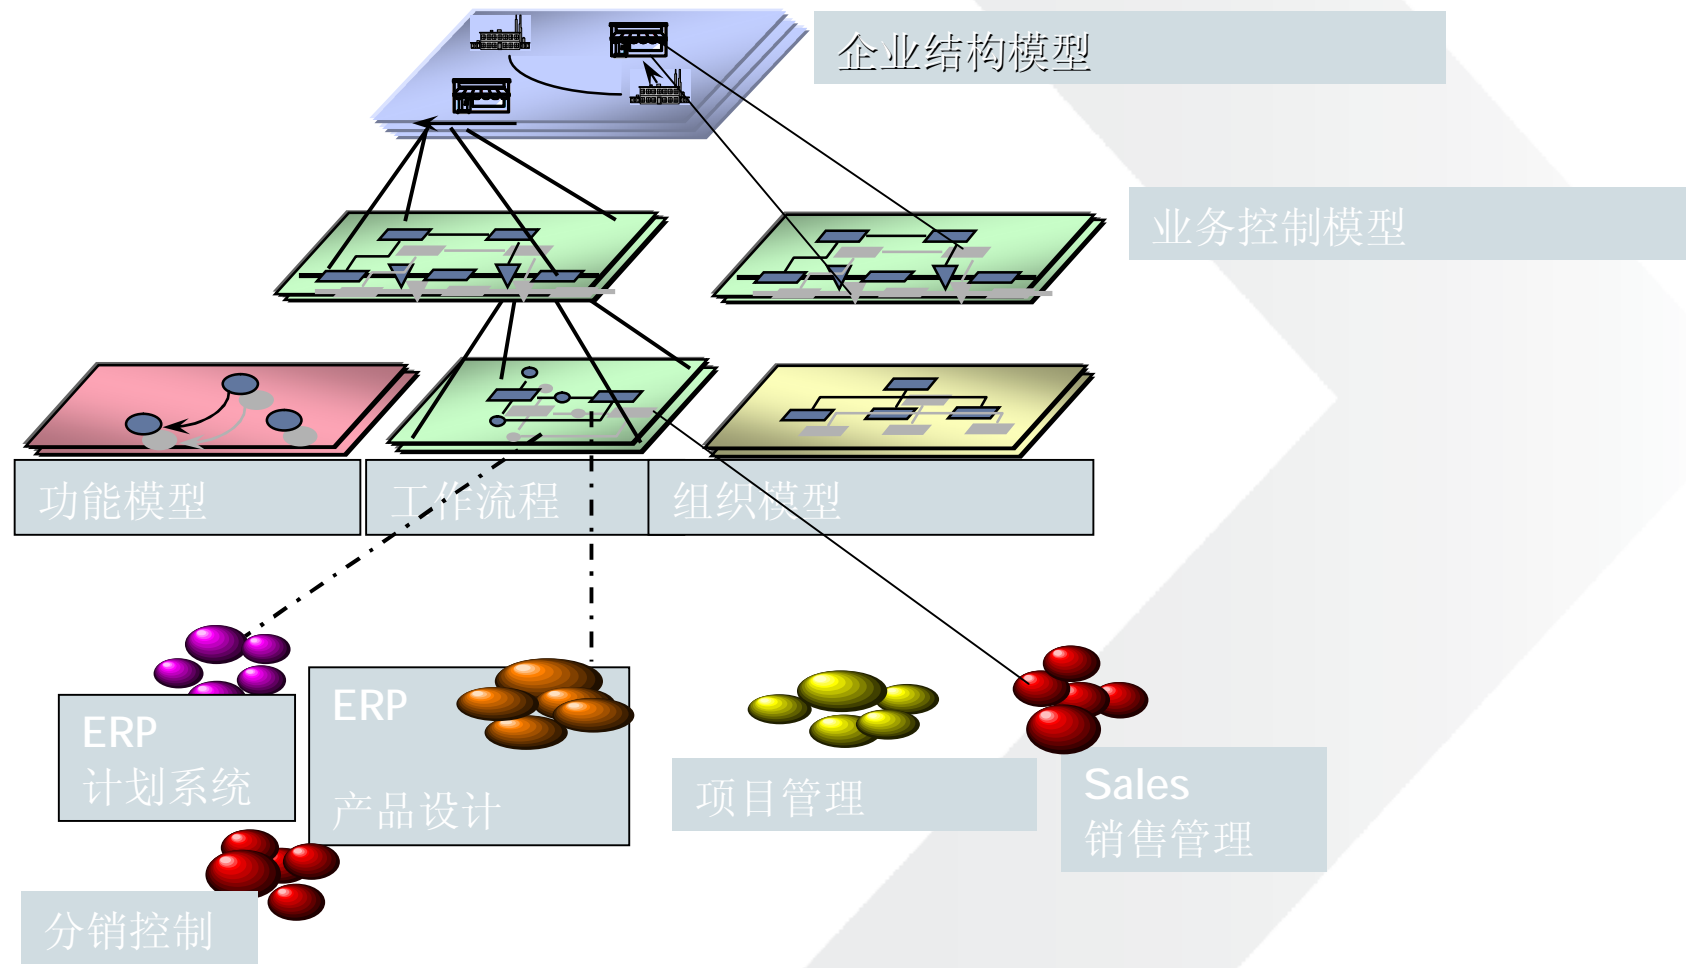 企业结构模型
业务控制模型
功能模型
工作流程
组织模型
ERP
计划系统
ERP
产品设计
项目管理
Sales
销售管理
分销控制